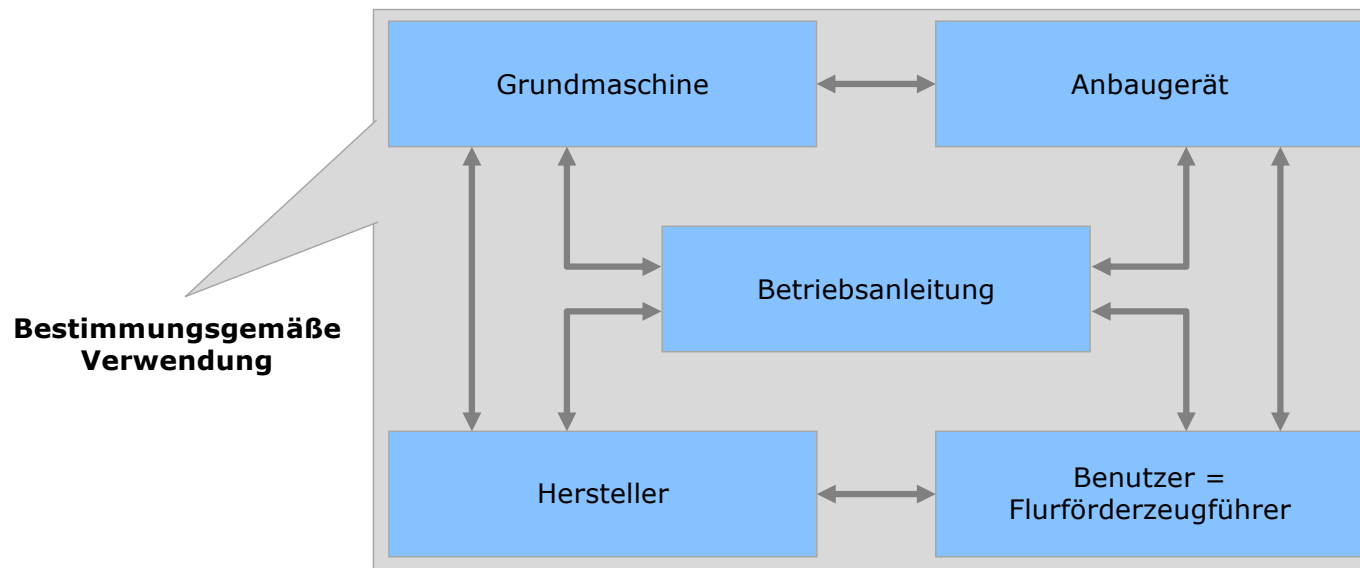 Grundmaschine
Anbaugerät
Betriebsanleitung
Bestimmungsgemäße
Verwendung
Hersteller
Benutzer =
Flurförderzeugführer